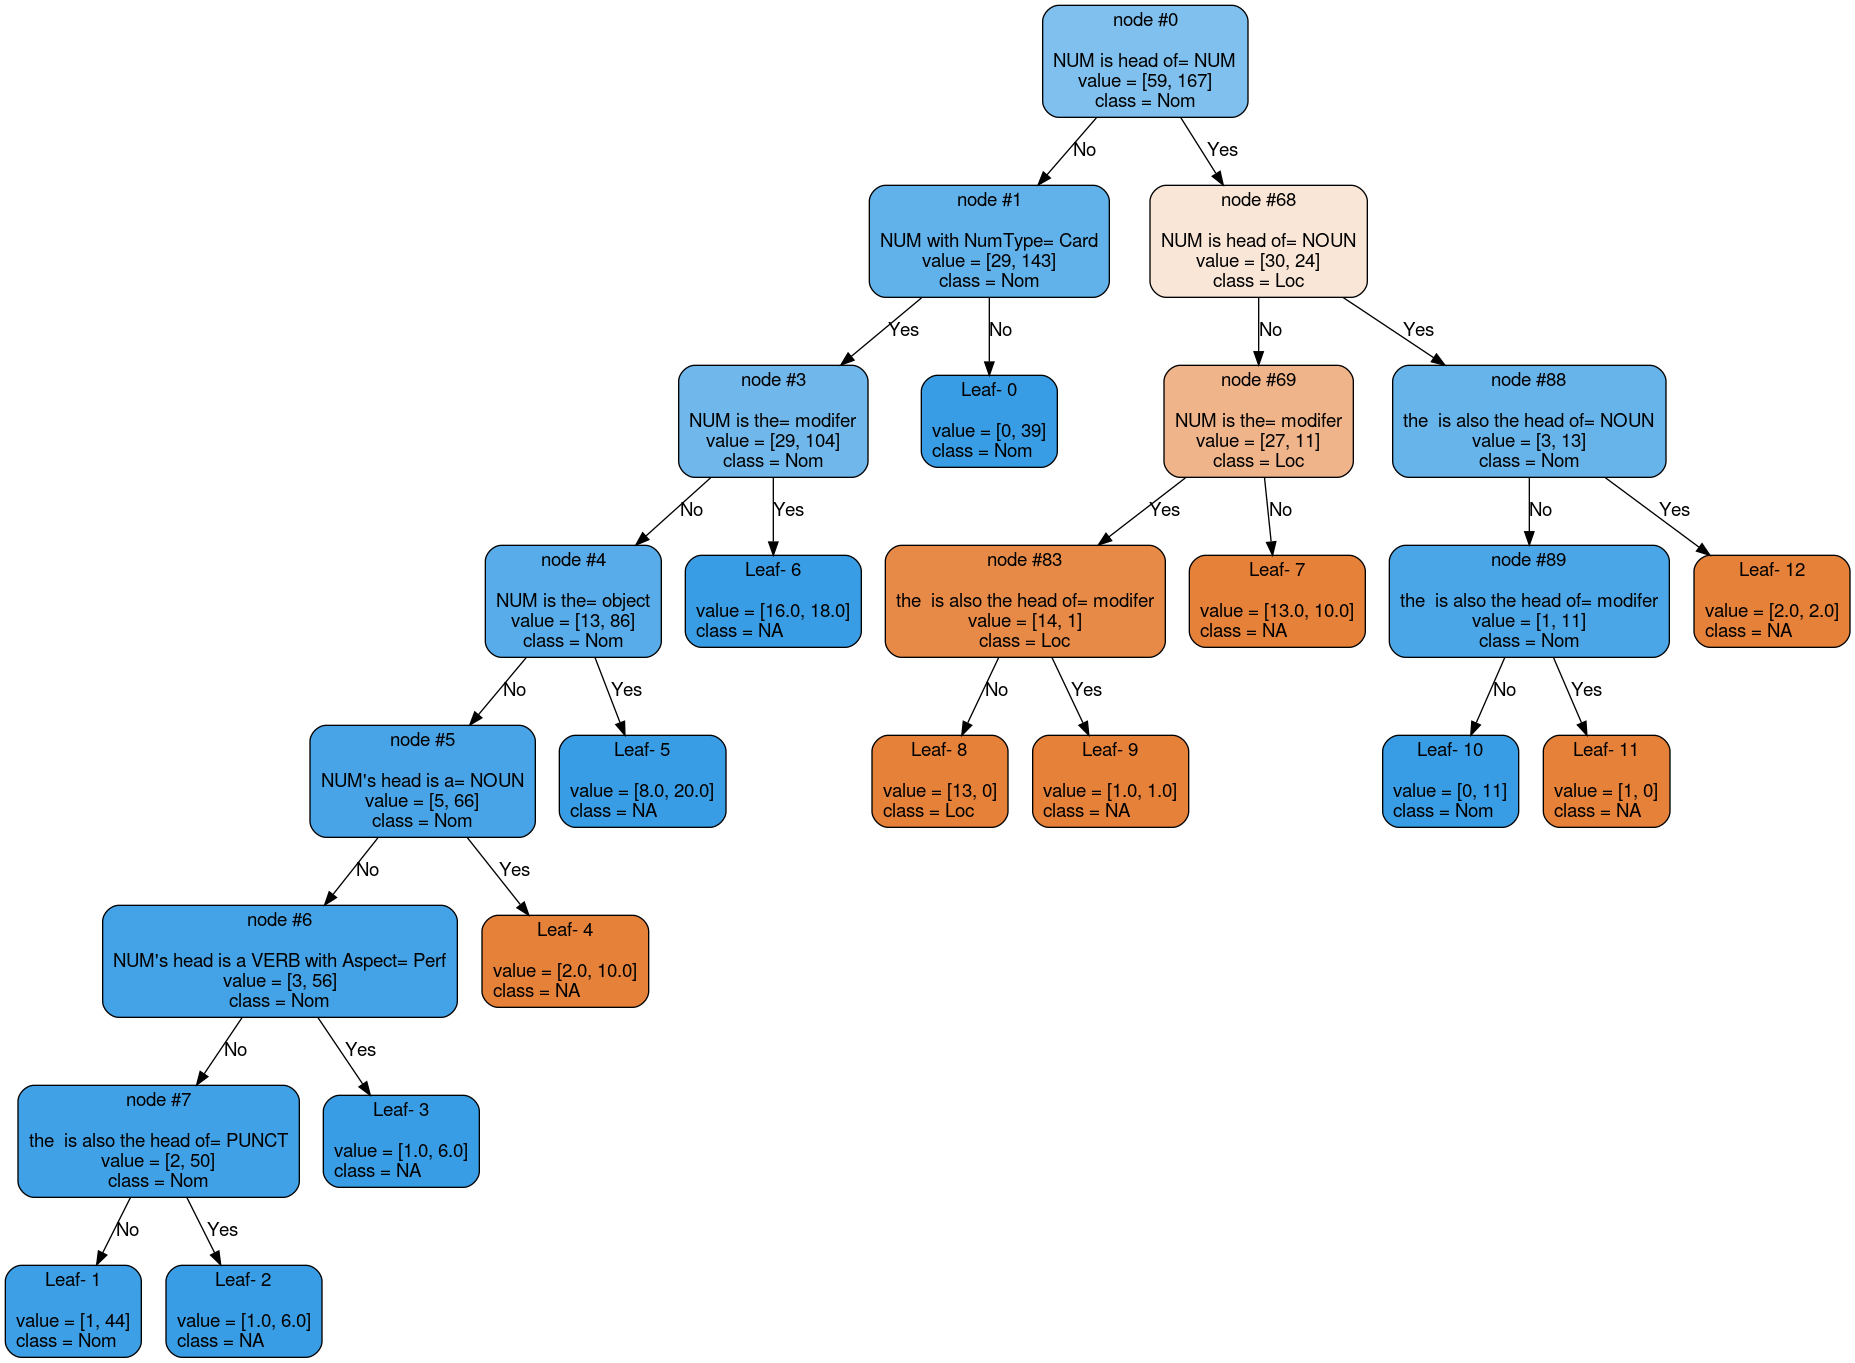 node #0
NUM is head of= NUM
value = [59, 167]
class = Nom
No
Yes
node #1
NUM with NumType= Card
value = [29, 143]
class = Nom
node #68
NUM is head of= NOUN
value = [30, 24]
class = Loc
Yes
No
No
Yes
node #3
NUM is the= modifer
value = [29, 104]
class = Nom
Leaf- 0
value = [0, 39]
class = Nom
node #69
NUM is the= modifer
value = [27, 11]
class = Loc
node #88
the  is also the head of= NOUN
value = [3, 13]
class = Nom
No
Yes
Yes
No
No
Yes
node #4
NUM is the= object
value = [13, 86]
class = Nom
Leaf- 6
value = [16.0, 18.0]
class = NA
node #83
the  is also the head of= modifer
value = [14, 1]
class = Loc
Leaf- 7
value = [13.0, 10.0]
class = NA
node #89
the  is also the head of= modifer
value = [1, 11]
class = Nom
Leaf- 12
value = [2.0, 2.0]
class = NA
No
Yes
No
Yes
No
Yes
node #5
NUM's head is a= NOUN
value = [5, 66]
class = Nom
Leaf- 5
value = [8.0, 20.0]
class = NA
Leaf- 8
value = [13, 0]
class = Loc
Leaf- 9
value = [1.0, 1.0]
class = NA
Leaf- 10
value = [0, 11]
class = Nom
Leaf- 11
value = [1, 0]
class = NA
No
Yes
node #6
NUM's head is a VERB with Aspect= Perf
value = [3, 56]
class = Nom
Leaf- 4
value = [2.0, 10.0]
class = NA
No
Yes
node #7
the  is also the head of= PUNCT
value = [2, 50]
class = Nom
Leaf- 3
value = [1.0, 6.0]
class = NA
No
Yes
Leaf- 1
value = [1, 44]
class = Nom
Leaf- 2
value = [1.0, 6.0]
class = NA